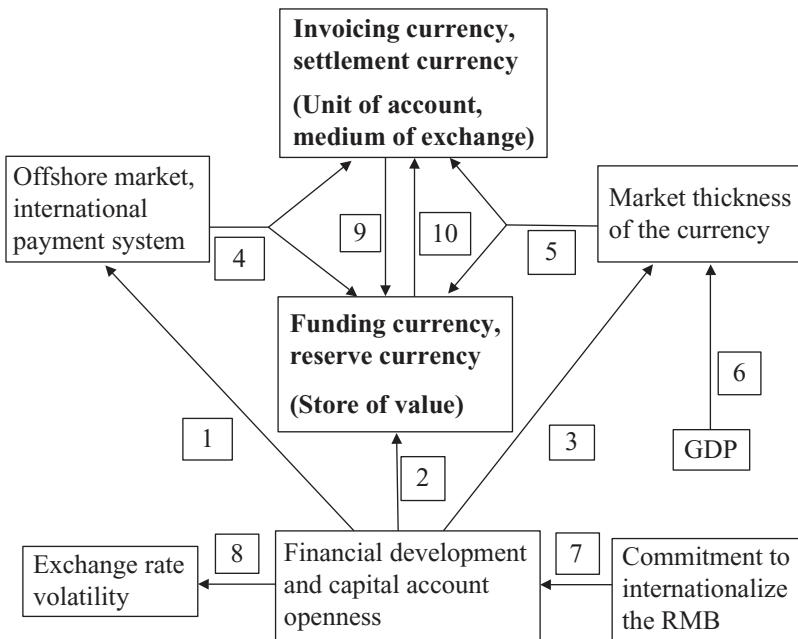 Invoicing currency,
settlement currency
(Unit of account,
medium of exchange)
Offshore market,
international
payment system
Market thickness
of the currency
4
9
10
5
Funding currency,
reserve currency
(Store of value)
6
1
2
3
GDP
Exchange rate
volatility
8
Financial development
and capital account
openness
7
Commitment to
internationalize
the RMB